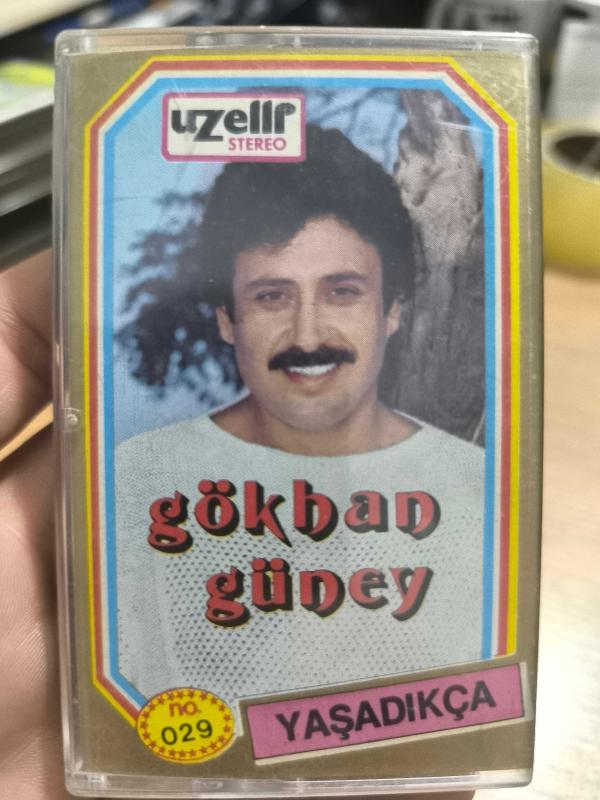 uzelli
STEREO
gökhan
güney
no.
029
YAŞADIKÇA